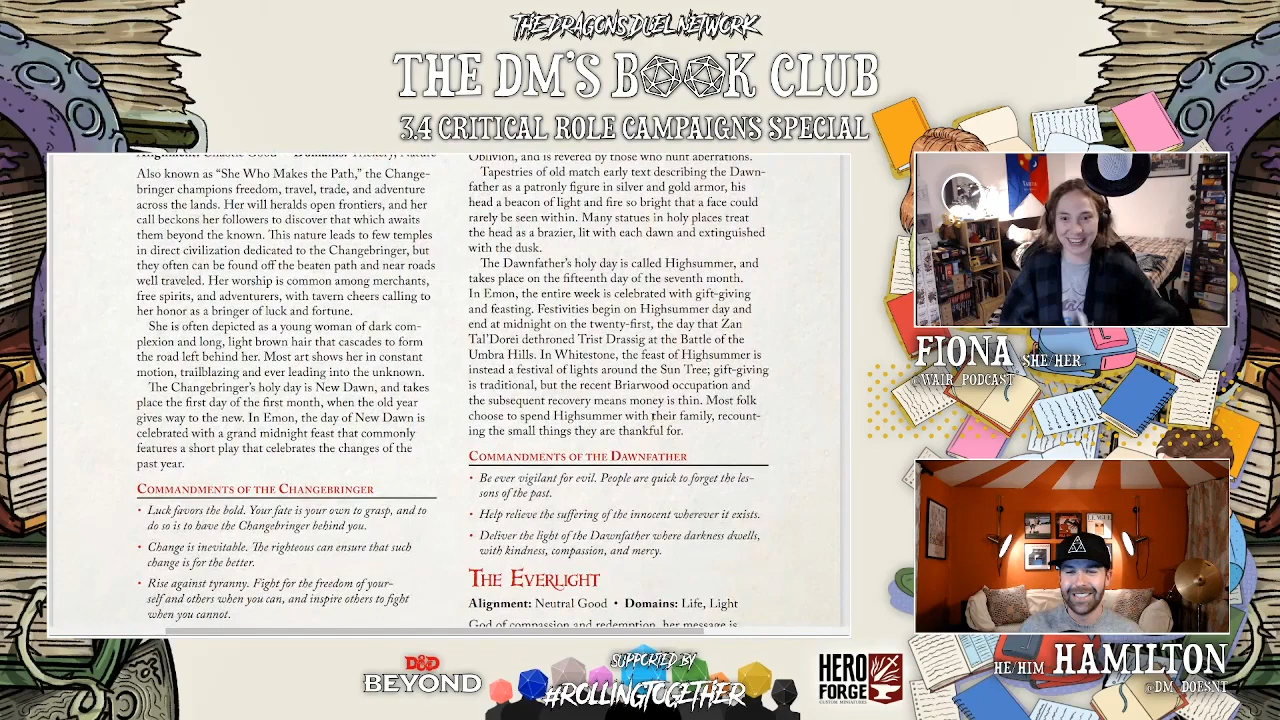 THE DRAGONS DUEL NETWORK
THE DM'S BOOK CLUB
3.4 CRITICAL ROLE CAMPAIGNS SPECIAL
Alignment: Chaotic Good • Domains: Trickery, Nature
Also known as “She Who Makes the Path,” the Change-
bringer champions freedom, travel, trade, and adventure
across the lands. Her will heralds open frontiers, and her
call beckons her followers to discover that which awaits
them beyond the known. This nature leads to few temples
in direct civilization dedicated to the Changebringer, but
they often can be found off the beaten path and near roads
well traveled. Her worship is common among merchants,
free spirits, and adventurers, with tavern cheers calling to
her honor as a bringer of luck and fortune.
She is often depicted as a young woman of dark com-
plexion and long, light brown hair that cascades to form
the road left behind her. Most art shows her in constant
motion, trailblazing and ever leading into the unknown.
The Changebringer’s holy day is New Dawn, and takes
place the first day of the first month, when the old year
gives way to the new. In Emon, the day of New Dawn is
celebrated with a grand midnight feast that commonly
features a short play that celebrates the changes of the
past year.
COMMANDMENTS OF THE CHANGEBRINGER
• Luck favors the bold. Your fate is your own to grasp, and to
do so is to have the Changebringer behind you.
• Change is inevitable. The righteous can ensure that such
change is for the better.
• Rise against tyranny. Fight for the freedom of your-
self and others when you can, and inspire others to fight
when you cannot.
Oblivion, and is revered by those who hunt aberrations.
Tapestries of old match early text describing the Dawn-
father as a patronly figure in silver and gold armor, his
head a beacon of light and fire so bright that a face could
rarely be seen within. Many statues in holy places treat
the head as a brazier, lit with each dawn and extinguished
with the dusk.
The Dawnfather’s holy day is called Highsummer, and
takes place on the fifteenth day of the seventh month.
In Emon, the entire week is celebrated with gift-giving
and feasting. Festivities begin on Highsummer day and
end at midnight on the twenty-first, the day that Zan
Tal’Dorei dethroned Trist Drassig at the Battle of the
Umbra Hills. In Whitestone, the feast of Highsummer is
instead a festival of lights around the Sun Tree; gift-giving
is traditional, but the recent Briarwood occupation and
the subsequent recovery means money is thin. Most folk
choose to spend Highsummer with their family, recount-
ing the small things they are thankful for.
COMMANDMENTS OF THE DAWNFATHER
• Be ever vigilant for evil. People are quick to forget the les-
sons of the past.
• Help relieve the suffering of the innocent wherever it exists.
• Deliver the light of the Dawnfather where darkness dwells,
with kindness, compassion, and mercy.
THE EVERLIGHT
Alignment: Neutral Good • Domains: Life, Light
God of compassion and redemption, her message is
FIONA SHE/HER
@WAIR_PODCAST
HE/HIM HAMILTON
@DM_DOESNT
D&D
BEYOND
SUPPORTED BY
#ROLLINGTOGETHER
HERO
FORGE
CUSTOM MINIATURES